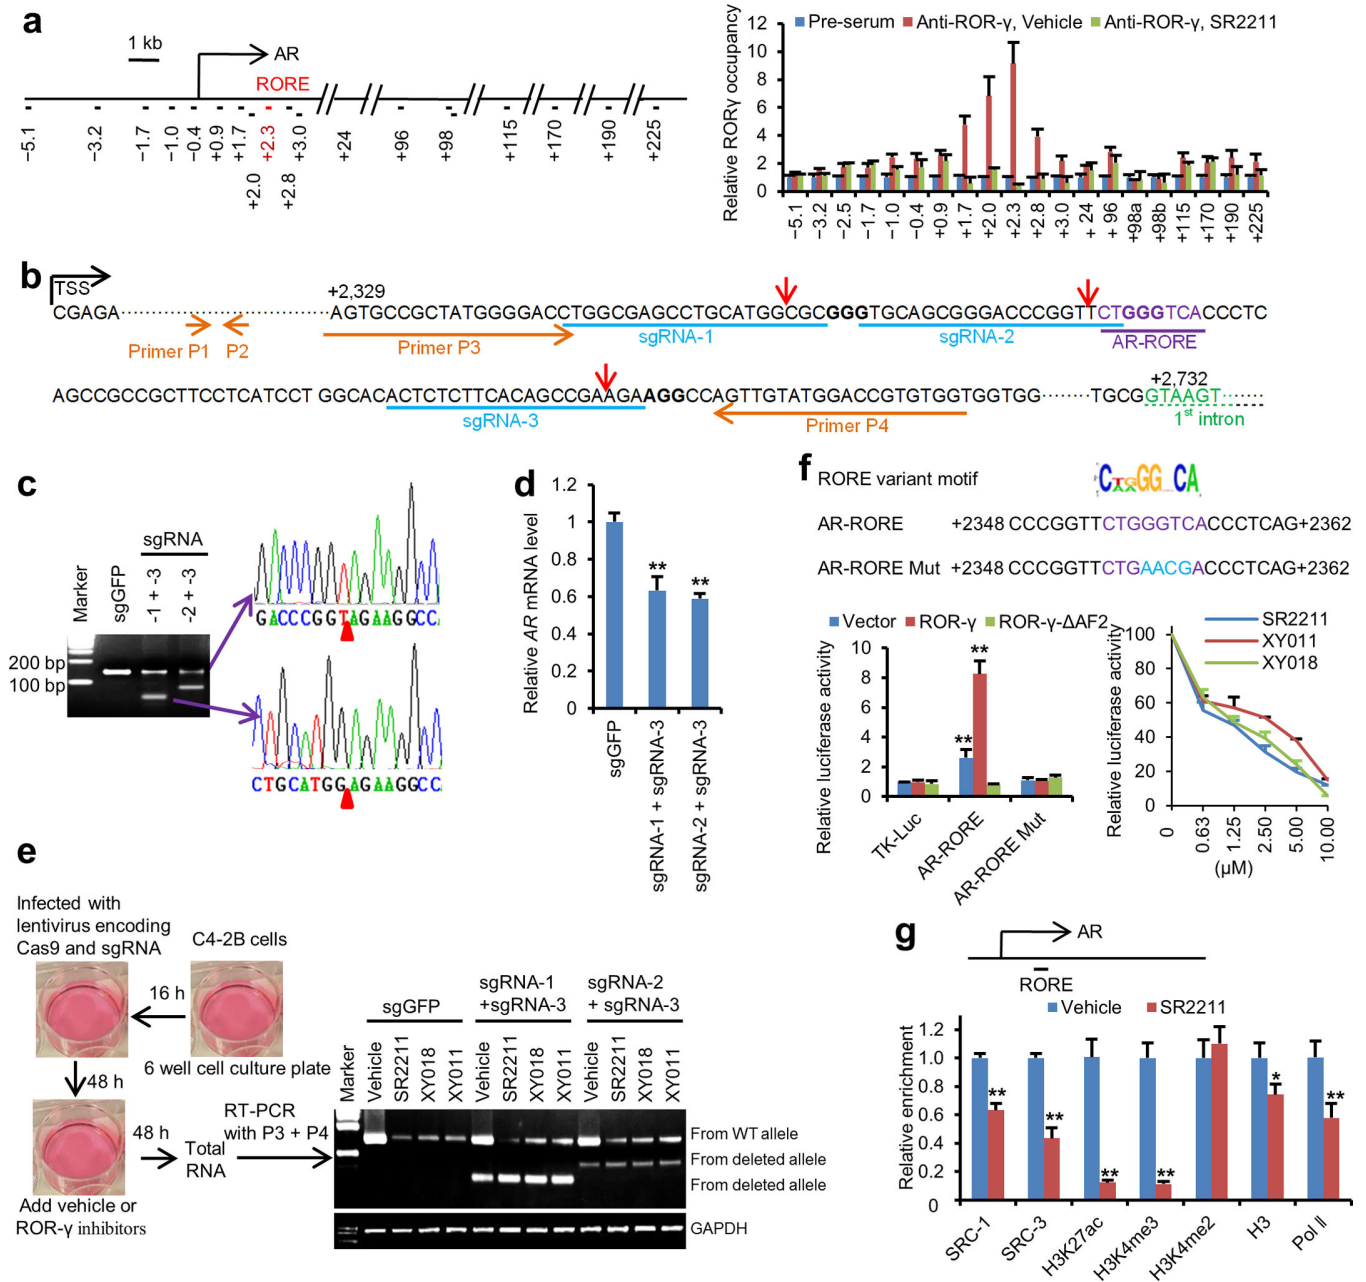 a
1 kb
AR
RORE
−5.1 −3.2 −1.7 −1.0 −0.4 +0.9 +1.7 +2.0 +2.3 +2.8 +3.0 +24 +96 +98 +115 +170 +190 +225
Relative RORγ occupancy
12
10
8
6
4
2
0
Pre-serum Anti-ROR-γ, Vehicle Anti-ROR-γ, SR2211
−5.1 −3.2 −2.5 −1.7 −1.0 −0.4 +0.9 +1.7 +2.0 +2.3 +2.8 +3.0 + 24 + 96 +98a +98b +115 +170 +190 +225
b
TSS
+2,329
CGAGA AGTGCCGCTATGGGGACCTGGCGAGCCTGCATGGCGCGGGTGCAGCGGGACCCGGTTCTGGGTCACCCTC
Primer P1 P2 Primer P3 sgRNA-1 sgRNA-2 AR-RORE
+2,732
AGCCGCCGCTTCCTCATCCT GGCACACTCTCTTCACAGCCGAAGAAGGCCAGTTGTATGGACCGTGTGGTGGTGG TGCGGTAAGT
sgRNA-3 Primer P4 1st intron
c
sgRNA
Marker sgGFP -1 + -3 -2 + -3
200 bp
100 bp
GACCCGGTAGAAGGCC
CTGCATGGAGAAGGCC
d
Relative AR mRNA level
1.2
1
0.8
0.6
0.4
0.2
0
** **
sgGFP sgRNA-1 + sgRNA-3 sgRNA-2 + sgRNA-3
e
Infected with
lentivirus encoding
Cas9 and sgRNA
C4-2B cells
16 h
6 well cell culture plate
48 h
48 h
Total
RNA
RT-PCR
with P3 + P4
Add vehicle or
ROR-γ inhibitors
sgGFP
sgRNA-1
+sgRNA-3
sgRNA-2
+ sgRNA-3
Marker Vehicle SR2211 XY018 XY011 Vehicle SR2211 XY018 XY011 Vehicle SR2211 XY018 XY011
From WT allele
From deleted allele
From deleted allele
GAPDH
f
RORE variant motif
AR-RORE +2348 CCCGGTTCTGGGTCACCCTCAG+2362
AR-RORE Mut +2348 CCCGGTTCTGAACGACCCTCAG+2362
Vector ROR-γ ROR-γ-ΔAF2
Relative luciferase activity
10
8
6
4
2
0
** **
TK-Luc AR-RORE AR-RORE Mut
SR2211
XY011
XY018
Relative luciferase activity
100
80
60
40
20
0
0 0.63 1.25 2.50 5.00 10.00
(µM)
g
AR
RORE
Vehicle SR2211
Relative enrichment
1.2
1.0
0.8
0.6
0.4
0.2
0
** ** ** ** * **
SRC-1 SRC-3 H3K27ac H3K4me3 H3K4me2 H3 Pol II